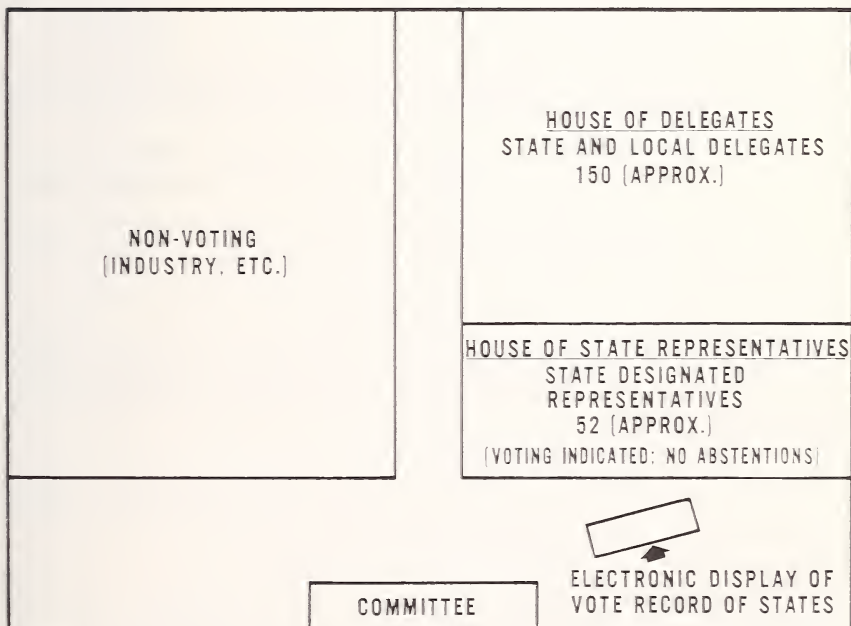 NON-VOTING
(INDUSTRY, ETC.)
HOUSE OF DELEGATES
STATE AND LOCAL DELEGATES
150 (APPROX.)
HOUSE OF STATE REPRESENTATIVES
STATE DESIGNATED
REPRESENTATIVES
52 (APPROX.)
(VOTING INDICATED: NO ABSTENTIONS)
ELECTRONIC DISPLAY OF
VOTE RECORD OF STATES
COMMITTEE